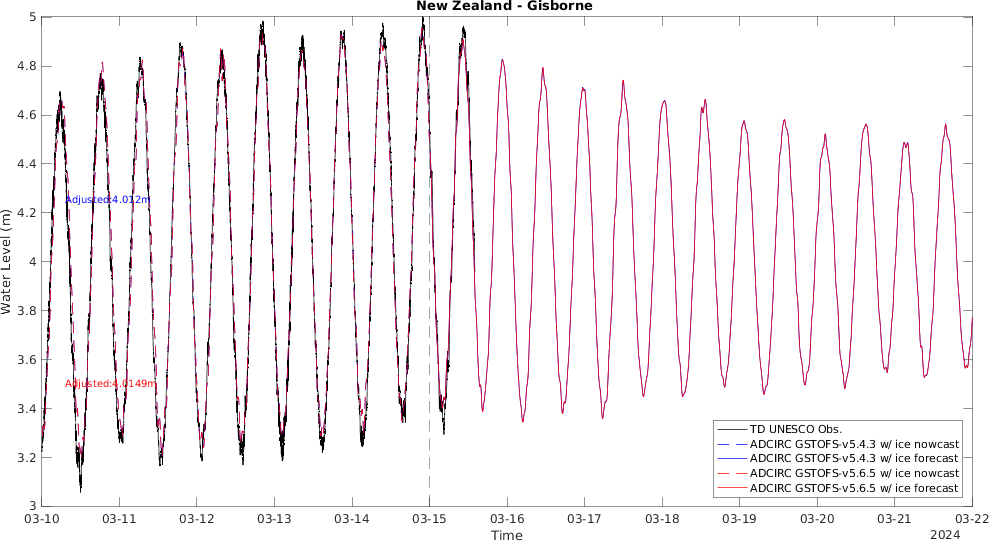 New Zealand - Gisborne
5
4.8
4.6
4.4
4.2
4
3.8
3.6
3.4
3.2
3
Water Level (m)
Adjusted:4.012m
Adjusted:4.0149m
TD UNESCO Obs.
ADCIRC GSTOFS-v5.4.3 w/ ice nowcast
ADCIRC GSTOFS-v5.4.3 w/ ice forecast
ADCIRC GSTOFS-v5.6.5 w/ ice nowcast
ADCIRC GSTOFS-v5.6.5 w/ ice forecast
03-10 03-11 03-12 03-13 03-14 03-15 03-16 03-17 03-18 03-19 03-20 03-21 03-22
Time
2024